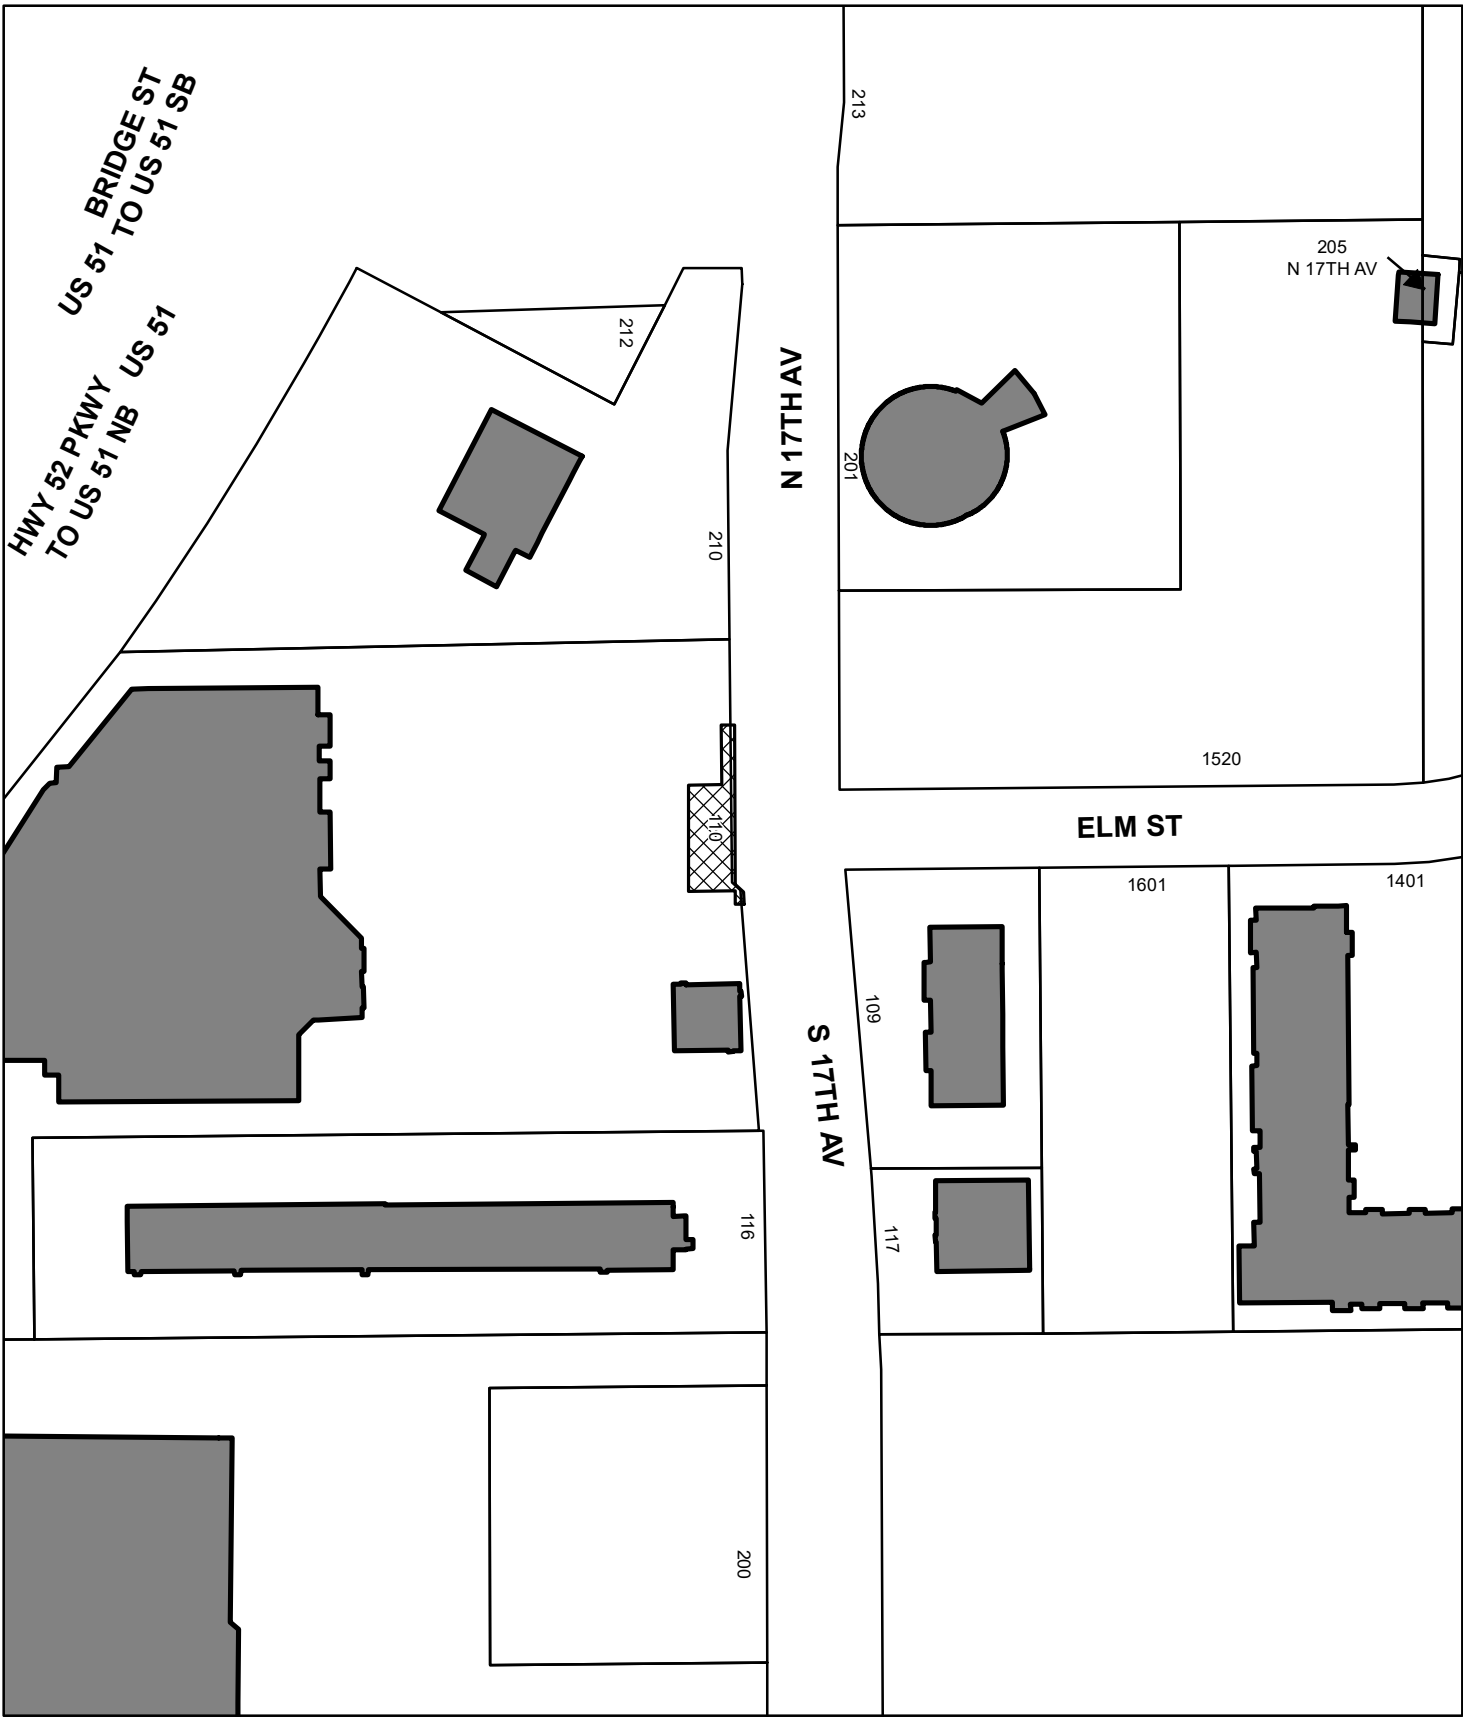 BRIDGE ST
US 51 TO US 51 SB
HWY 52 PKWY US 51
TO US 51 NB
213
205
N 17TH AV
212
N 17TH AV
201
210
1520
110
ELM ST
1601
1401
109
S 17TH AV
116
117
200